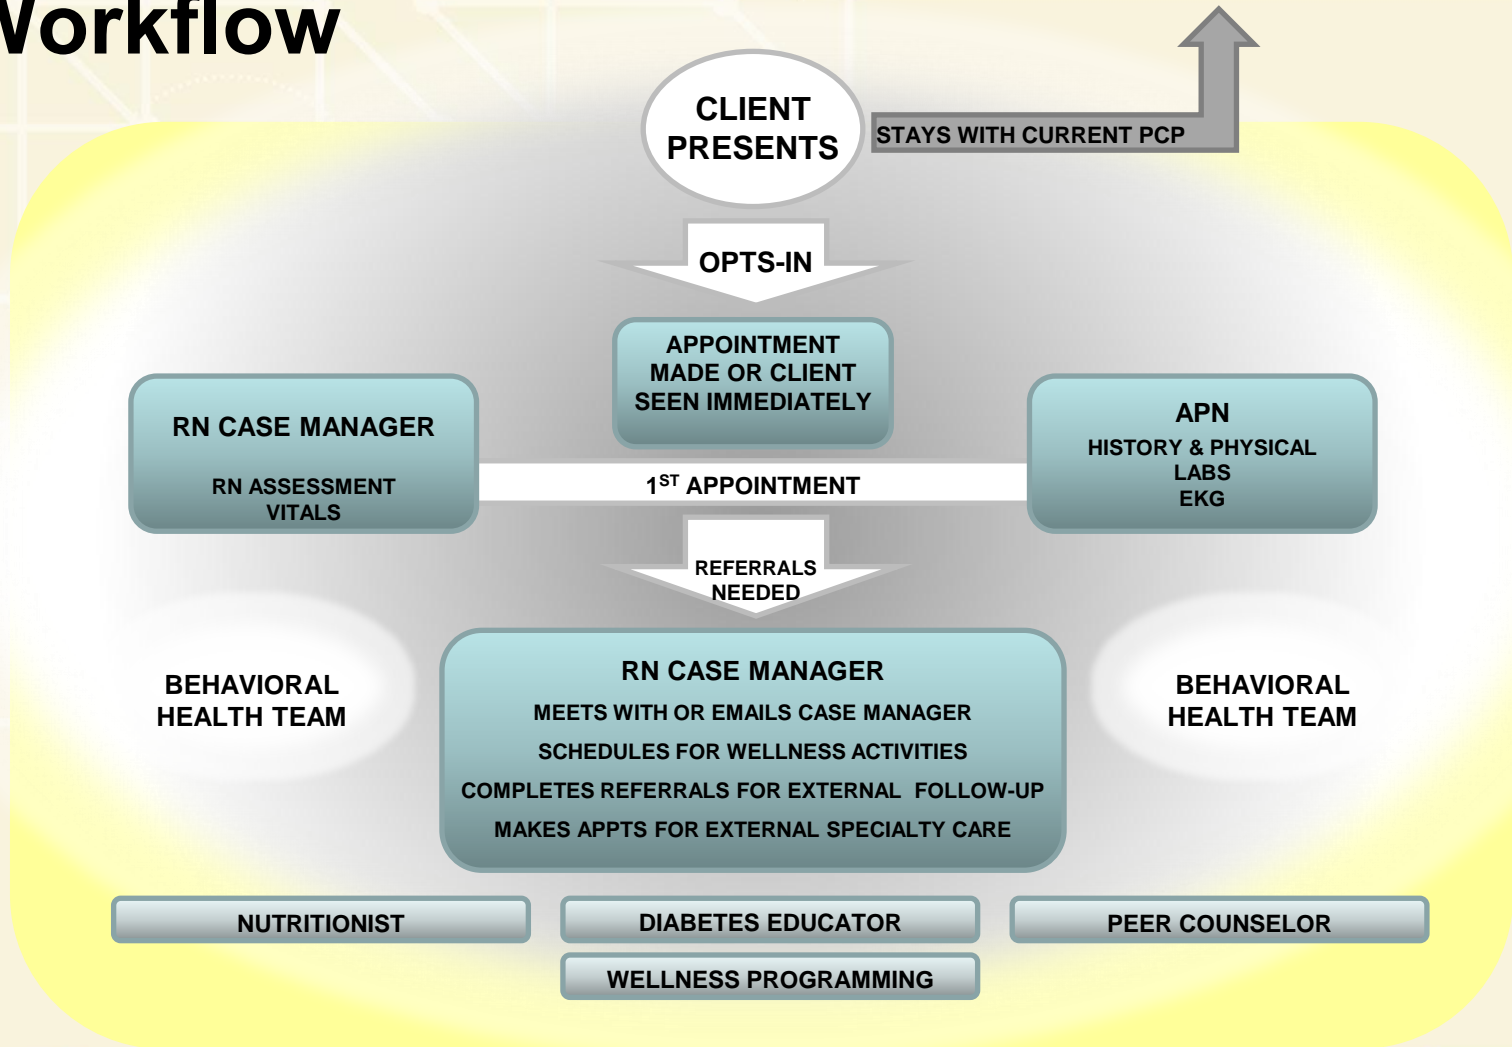 Workflow
CLIENT
PRESENTS
STAYS WITH CURRENT PCP
OPTS-IN
APPOINTMENT
MADE OR CLIENT
SEEN IMMEDIATELY
RN CASE MANAGER
RN ASSESSMENT
VITALS
1ST APPOINTMENT
APN
HISTORY & PHYSICAL
LABS
EKG
REFERRALS
NEEDED
BEHAVIORAL
HEALTH TEAM
RN CASE MANAGER
MEETS WITH OR EMAILS CASE MANAGER
SCHEDULES FOR WELLNESS ACTIVITIES
COMPLETES REFERRALS FOR EXTERNAL FOLLOW-UP
MAKES APPTS FOR EXTERNAL SPECIALTY CARE
BEHAVIORAL
HEALTH TEAM
NUTRITIONIST
DIABETES EDUCATOR
PEER COUNSELOR
WELLNESS PROGRAMMING